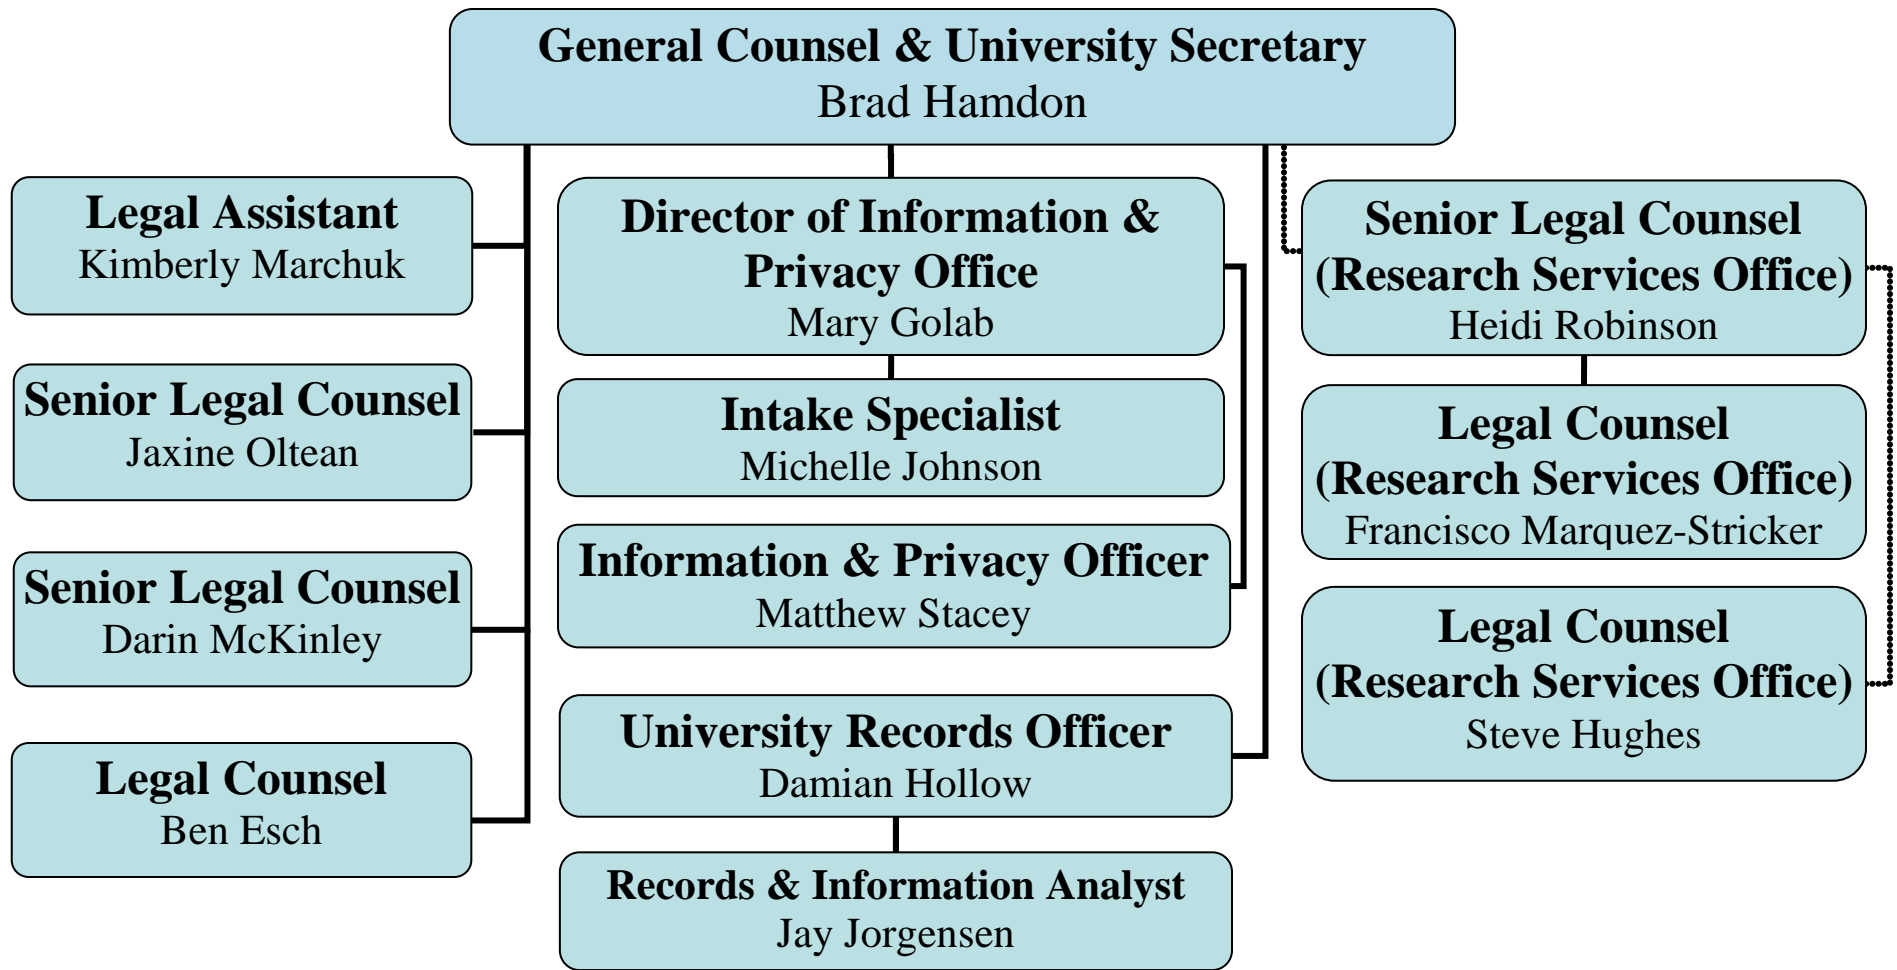 General Counsel & University Secretary
Brad Hamdon
Legal Assistant
Kimberly Marchuk
Senior Legal Counsel
Jaxine Oltean
Senior Legal Counsel
Darin McKinley
Legal Counsel
Ben Esch
Director of Information &
Privacy Office
Mary Golab
Intake Specialist
Michelle Johnson
Information & Privacy Officer
Matthew Stacey
University Records Officer
Damian Hollow
Records & Information Analyst
Jay Jorgensen
Senior Legal Counsel
(Research Services Office)
Heidi Robinson
Legal Counsel
(Research Services Office)
Francisco Marquez-Stricker
Legal Counsel
(Research Services Office)
Steve Hughes